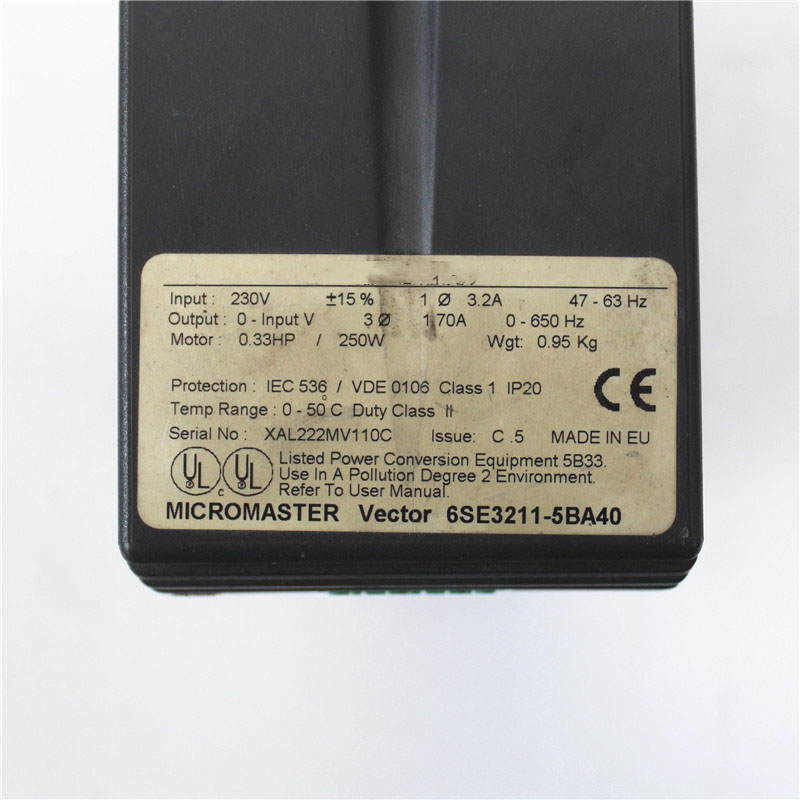 Input : 230V ±15 % 1 Ø 3.2A 47 - 63 Hz
Output : 0 - Input V 3 Ø 1.70A 0 - 650 Hz
Motor : 0.33HP / 250W Wgt: 0.95 Kg
Protection : IEC 536 / VDE 0106 Class 1 IP20
CE
Temp Range : 0 - 50°C Duty Class II
Serial No : XAL222MV110C Issue: C .5 MADE IN EU
UL c UL
Listed Power Conversion Equipment 5B33.
Use In A Pollution Degree 2 Environment.
Refer To User Manual.
MICROMASTER Vector 6SE3211-5BA40